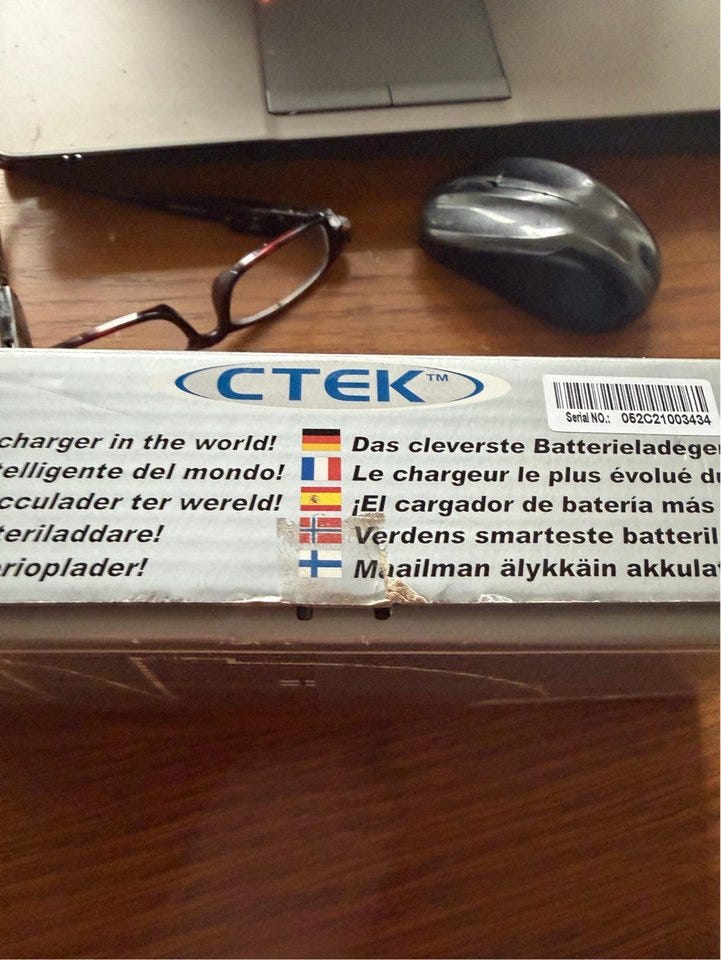 CTEK™
Serial NO.: 052C21003434
charger in the world!
Das cleverste Batterieladeger
telligente del mondo!
Le chargeur le plus évolué du
cculader ter wereld!
¡El cargador de batería más
teriladdare!
Verdens smarteste batteril
rioplader!
Maailman älykkäin akkula